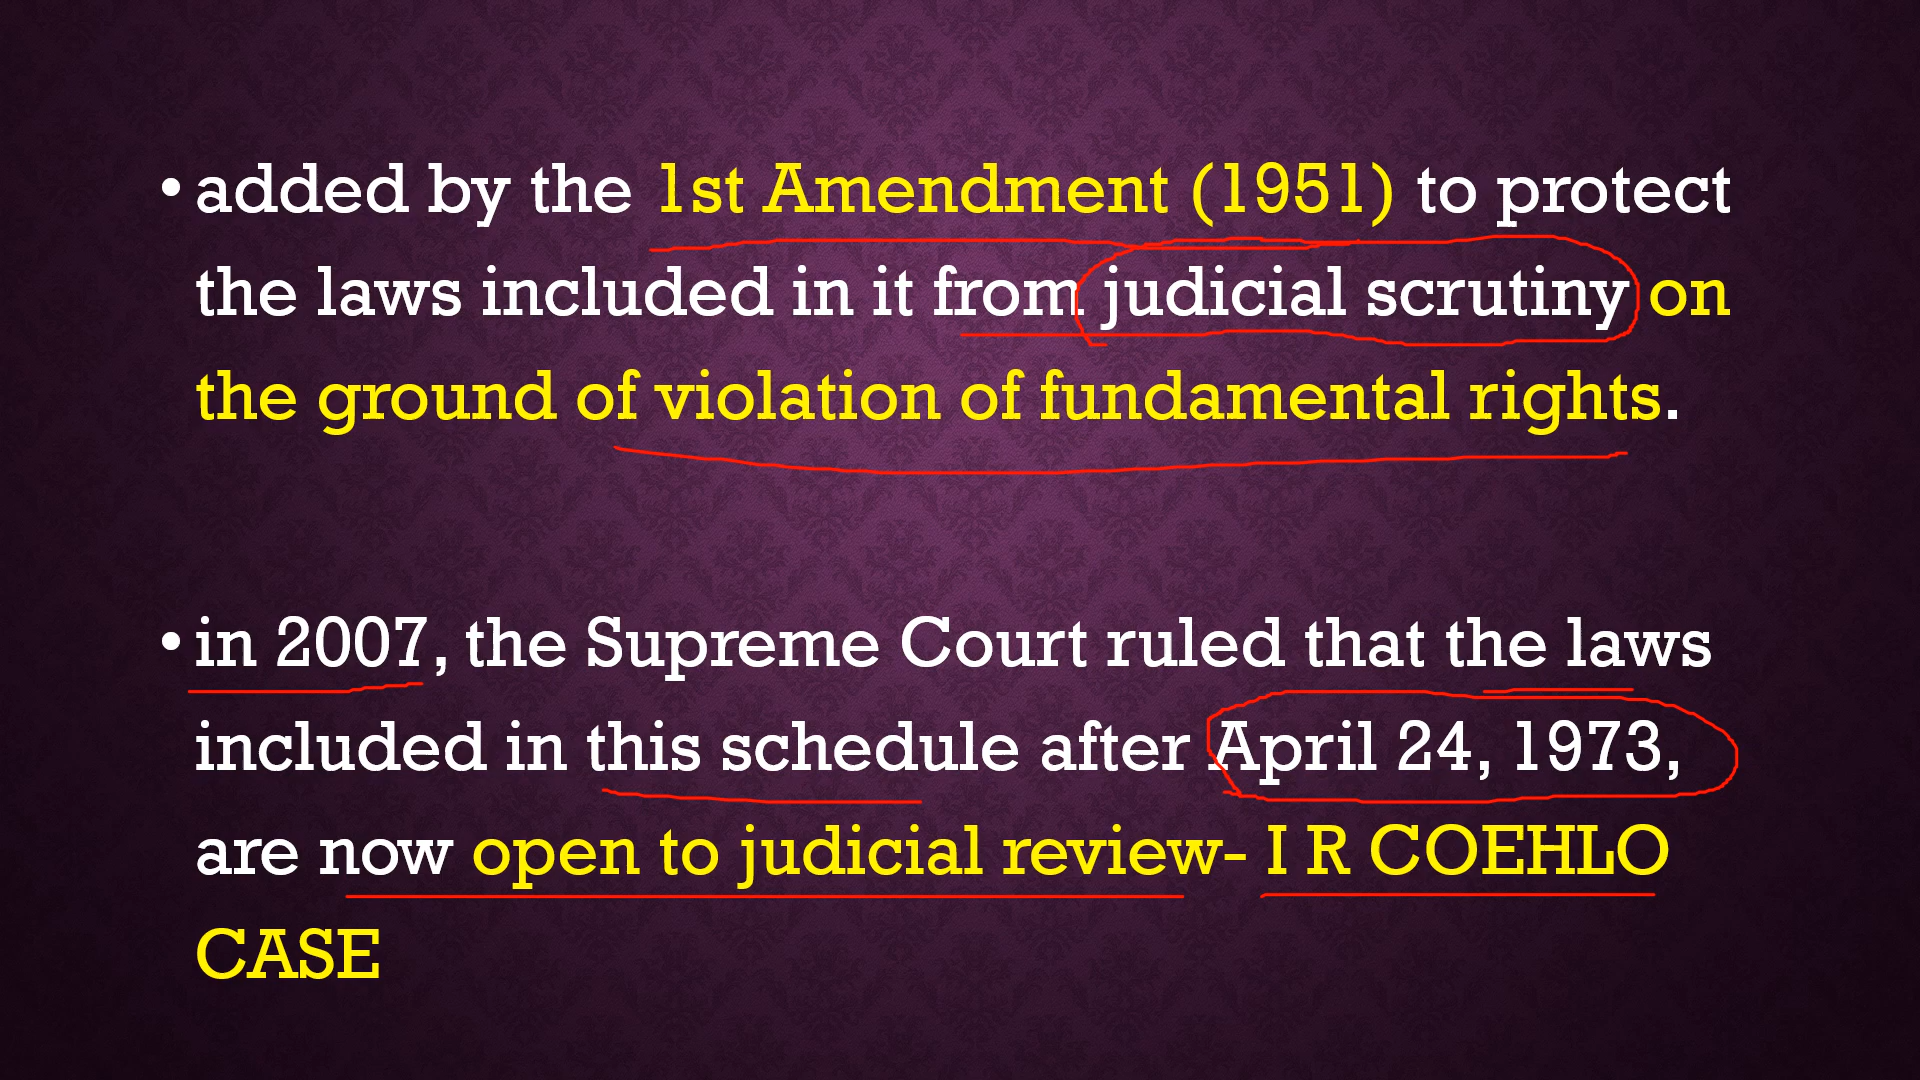 • added by the 1st Amendment (1951) to protect
the laws included in it from judicial scrutiny on
the ground of violation of fundamental rights.
• in 2007, the Supreme Court ruled that the laws
included in this schedule after April 24, 1973,
are now open to judicial review- I R COEHLO
CASE